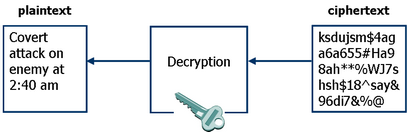 plaintext
ciphertext
Covert
attack on
enemy at
2:40 am
Decryption
ksdujsm$4ag
a6a655#Ha9
8ah**%WJ7s
hsh$18^say&
96di7&%@